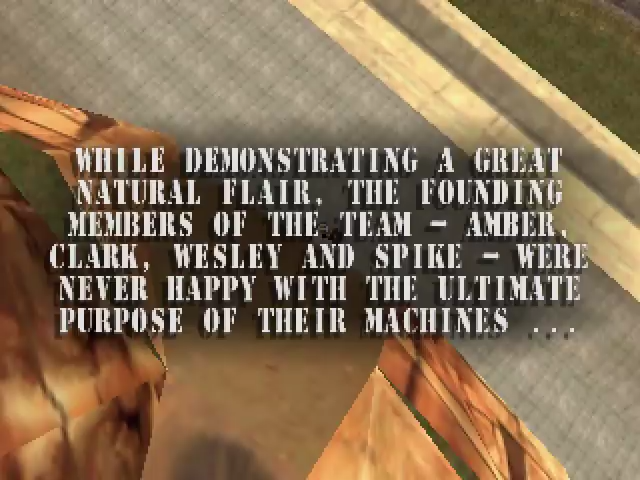 WHILE DEMONSTRATING A GREAT
NATURAL FLAIR, THE FOUNDING
MEMBERS OF THE TEAM - AMBER,
CLARK, WESLEY AND SPIKE - WERE
NEVER HAPPY WITH THE ULTIMATE
PURPOSE OF THEIR MACHINES ...